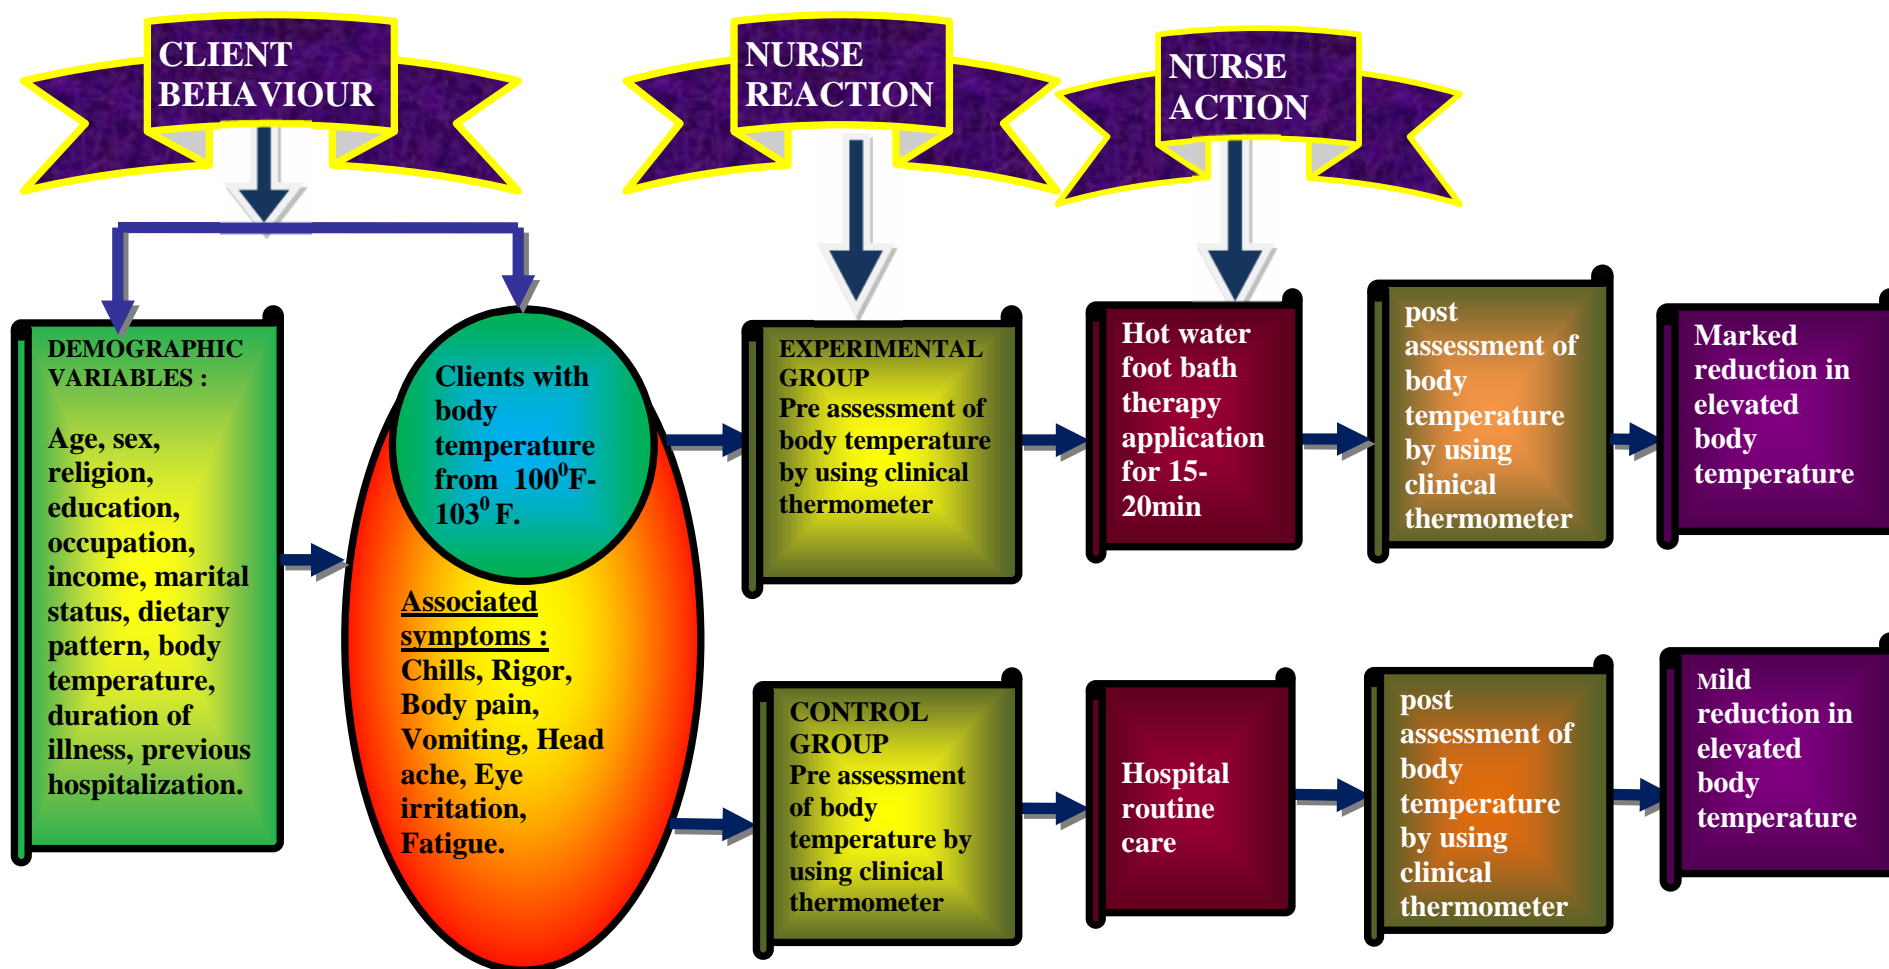 CLIENT
BEHAVIOUR
NURSE
REACTION
NURSE
ACTION
DEMOGRAPHIC
VARIABLES :
Age, sex,
religion,
education,
occupation,
income, marital
status, dietary
pattern, body
temperature,
duration of
illness, previous
hospitalization.
Clients with
body
temperature
from 100⁰F-
103⁰ F.
Associated
symptoms :
Chills, Rigor,
Body pain,
Vomiting, Head
ache, Eye
irritation,
Fatigue.
EXPERIMENTAL
GROUP
Pre assessment of
body temperature
by using clinical
thermometer
Hot water
foot bath
therapy
application
for 15-
20min
post
assessment of
body
temperature
by using
clinical
thermometer
Marked
reduction in
elevated
body
temperature
CONTROL
GROUP
Pre assessment
of body
temperature by
using clinical
thermometer
Hospital
routine
care
post
assessment of
body
temperature
by using
clinical
thermometer
Mild
reduction in
elevated
body
temperature